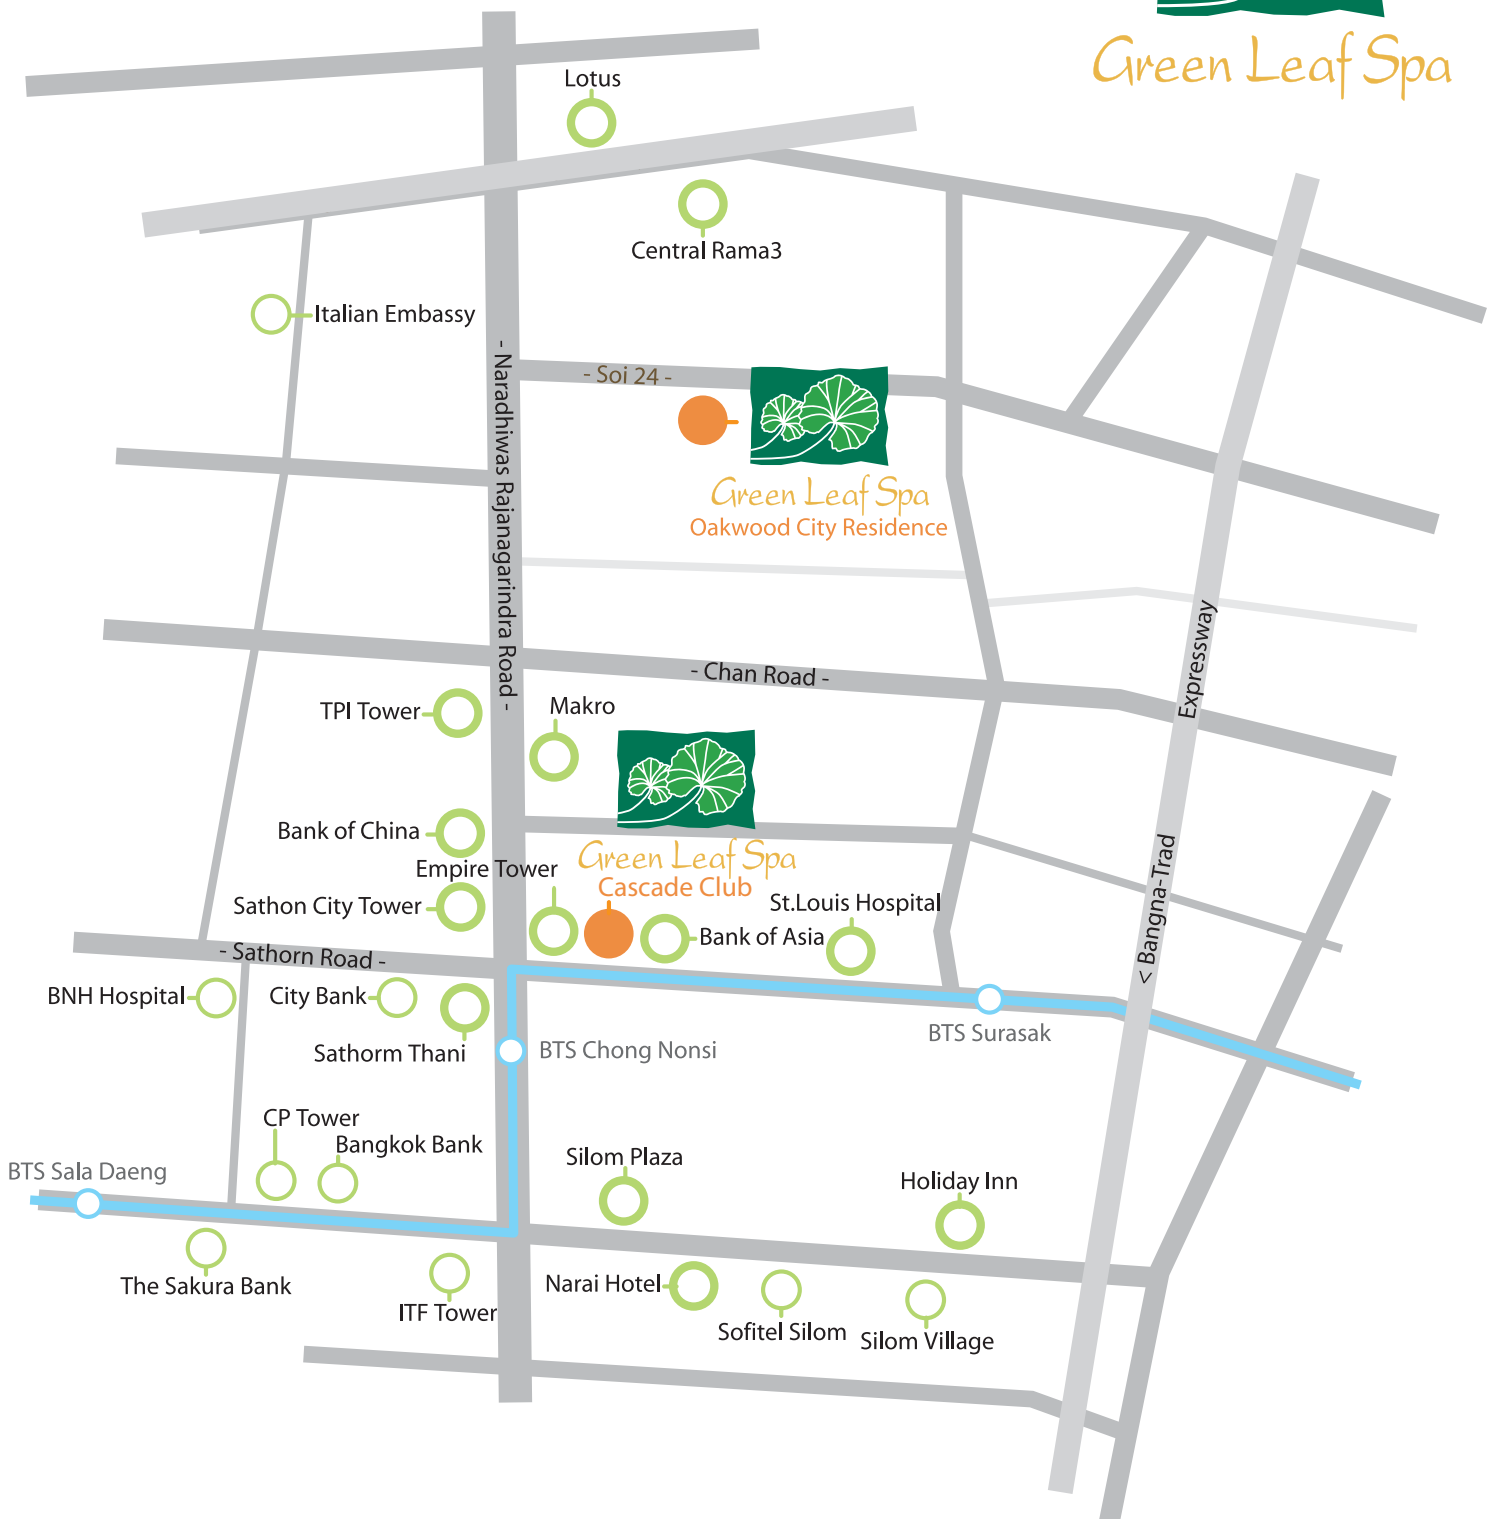 Green Leaf Spa
Lotus
Central Rama3
Italian Embassy
- Soi 24 -
- Naradhiwas Rajanagarindra Road -
Green Leaf Spa
Oakwood City Residence
Expressway
- Chan Road -
TPI Tower
Makro
Bank of China
Empire Tower
Green Leaf Spa
Cascade Club
Sathon City Tower
St.Louis Hospital
Bank of Asia
< Bangna-Trad
- Sathorn Road -
BNH Hospital
City Bank
Sathorm Thani
BTS Chong Nonsi
BTS Surasak
CP Tower
Bangkok Bank
BTS Sala Daeng
Silom Plaza
Holiday Inn
The Sakura Bank
ITF Tower
Narai Hotel
Sofitel Silom
Silom Village